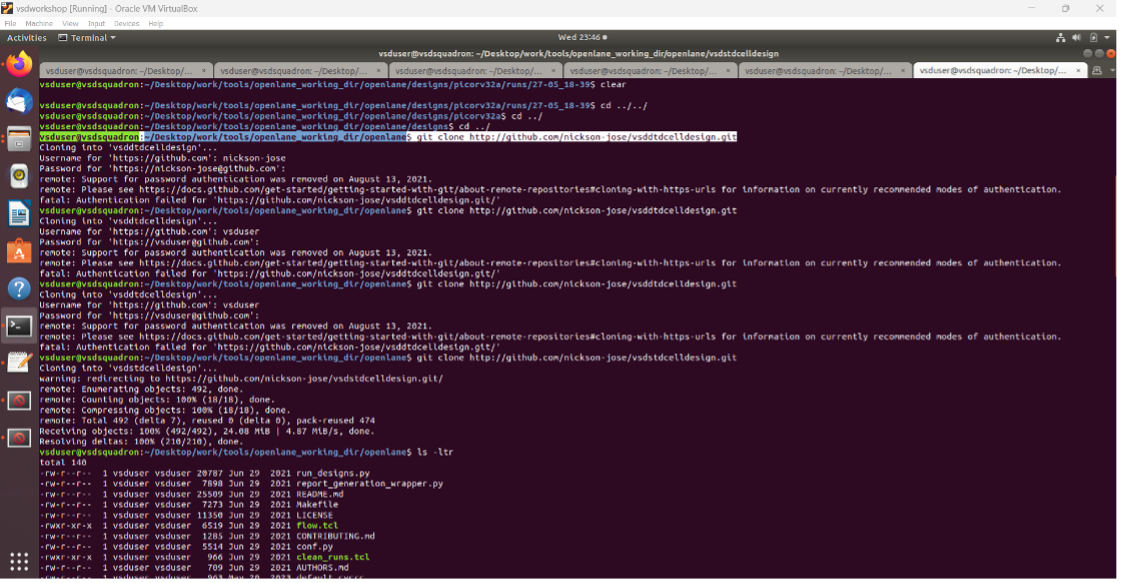 vsdworkshop [Running] - Oracle VM VirtualBox
File Machine View Input Devices Help
Activities Terminal Wed 23:46
vsduser@vsdsquadron: ~/Desktop/work/tools/openlane_working_dir/openlane/vsdstdcelldesign
vsduser@vsdsquadron: ~/Desktop/... vsduser@vsdsquadron: ~/Desktop/... vsduser@vsdsquadron: ~/Desktop/... vsduser@vsdsquadron: ~/Desktop/... vsduser@vsdsquadron: ~/Desktop/... vsduser@vsdsquadron: ~/Desktop/...
vsduser@vsdsquadron:~/Desktop/work/tools/openlane_working_dir/openlane/designs/picorv32a/runs/27-05_18-39$ clear
vsduser@vsdsquadron:~/Desktop/work/tools/openlane_working_dir/openlane/designs/picorv32a/runs/27-05_18-39$ cd ../../
vsduser@vsdsquadron:~/Desktop/work/tools/openlane_working_dir/openlane/designs/picorv32a$ cd ../
vsduser@vsdsquadron:~/Desktop/work/tools/openlane_working_dir/openlane/designs$ cd ../
vsduser@vsdsquadron:~/Desktop/work/tools/openlane_working_dir/openlane$ git clone http://github.com/nickson-jose/vsddtdcelldesign.git
Cloning into 'vsddtdcelldesign'...
Username for 'https://github.com': nickson-jose
Password for 'https://nickson-jose@github.com':
remote: Support for password authentication was removed on August 13, 2021.
remote: Please see https://docs.github.com/get-started/getting-started-with-git/about-remote-repositories#cloning-with-https-urls for information on currently recommended modes of authentication.
fatal: Authentication failed for 'https://github.com/nickson-jose/vsddtdcelldesign.git/'
vsduser@vsdsquadron:~/Desktop/work/tools/openlane_working_dir/openlane$ git clone http://github.com/nickson-jose/vsddtdcelldesign.git
Cloning into 'vsddtdcelldesign'...
Username for 'https://github.com': vsduser
Password for 'https://vsduser@github.com':
remote: Support for password authentication was removed on August 13, 2021.
remote: Please see https://docs.github.com/get-started/getting-started-with-git/about-remote-repositories#cloning-with-https-urls for information on currently recommended modes of authentication.
fatal: Authentication failed for 'https://github.com/nickson-jose/vsddtdcelldesign.git/'
vsduser@vsdsquadron:~/Desktop/work/tools/openlane_working_dir/openlane$ git clone http://github.com/nickson-jose/vsddtdcelldesign.git
Cloning into 'vsddtdcelldesign'...
Username for 'https://github.com': vsduser
Password for 'https://vsduser@github.com':
remote: Support for password authentication was removed on August 13, 2021.
remote: Please see https://docs.github.com/get-started/getting-started-with-git/about-remote-repositories#cloning-with-https-urls for information on currently recommended modes of authentication.
fatal: Authentication failed for 'https://github.com/nickson-jose/vsddtdcelldesign.git/'
vsduser@vsdsquadron:~/Desktop/work/tools/openlane_working_dir/openlane$ git clone http://github.com/nickson-jose/vsdstdcelldesign.git
Cloning into 'vsdstdcelldesign'...
warning: redirecting to https://github.com/nickson-jose/vsdstdcelldesign.git/
remote: Enumerating objects: 492, done.
remote: Counting objects: 100% (18/18), done.
remote: Compressing objects: 100% (18/18), done.
remote: Total 492 (delta 7), reused 0 (delta 0), pack-reused 474
Receiving objects: 100% (492/492), 24.08 MiB | 4.87 MiB/s, done.
Resolving deltas: 100% (210/210), done.
vsduser@vsdsquadron:~/Desktop/work/tools/openlane_working_dir/openlane$ ls -ltr
total 140
-rw-r--r-- 1 vsduser vsduser 20787 Jun 29 2021 run_designs.py
-rw-r--r-- 1 vsduser vsduser 7898 Jun 29 2021 report_generation_wrapper.py
-rw-r--r-- 1 vsduser vsduser 25509 Jun 29 2021 README.md
-rw-r--r-- 1 vsduser vsduser 7273 Jun 29 2021 Makefile
-rw-r--r-- 1 vsduser vsduser 11350 Jun 29 2021 LICENSE
-rwxr-xr-x 1 vsduser vsduser 6519 Jun 29 2021 flow.tcl
-rw-r--r-- 1 vsduser vsduser 1285 Jun 29 2021 CONTRIBUTING.md
-rw-r--r-- 1 vsduser vsduser 5514 Jun 29 2021 conf.py
-rwxr-xr-x 1 vsduser vsduser 966 Jun 29 2021 clean_runs.tcl
-rw-r--r-- 1 vsduser vsduser 709 Jun 29 2021 AUTHORS.md
-rw-r--r-- 1 vsduser vsduser 963 May 20 2023 default.cvcrc